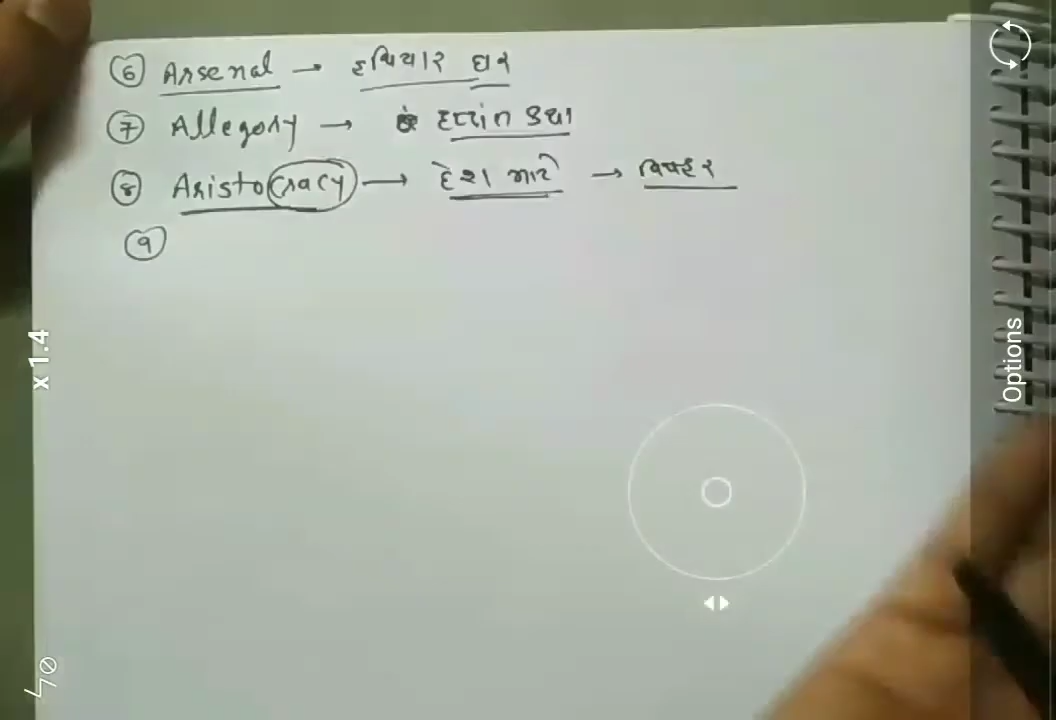 ⑥ Arsenal → હથિયાર ઘર
⑦ Allegory → દૃષ્ટાંત કથા
⑧ Aristocracy → દેશ માટે →
⑨
x 1.4
Options